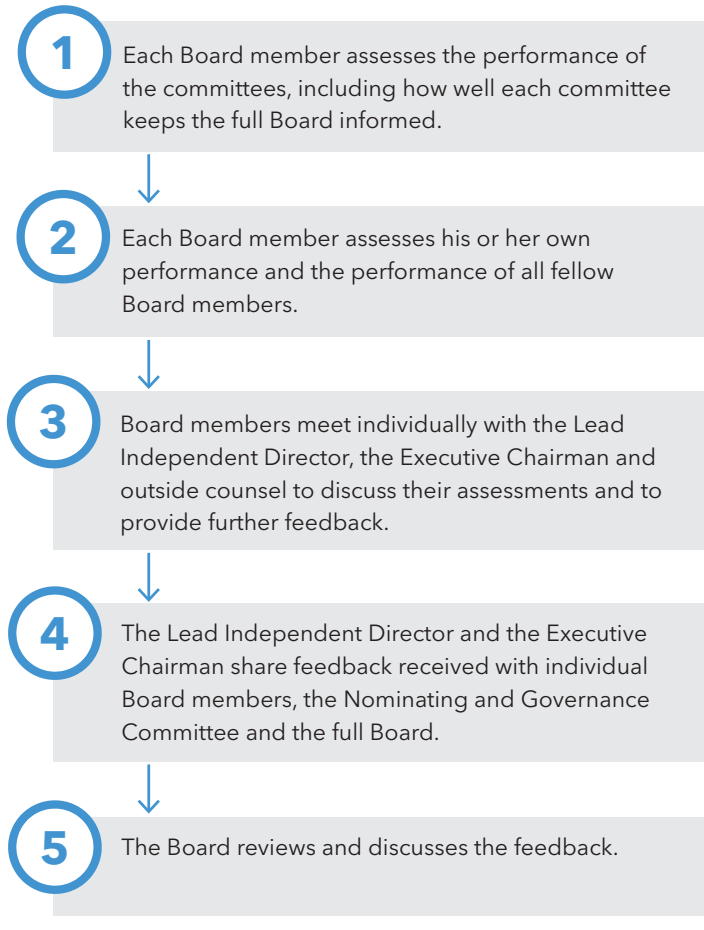 1
Each Board member assesses the performance of
the committees, including how well each committee
keeps the full Board informed.
2
Each Board member assesses his or her own
performance and the performance of all fellow
Board members.
3
Board members meet individually with the Lead
Independent Director, the Executive Chairman and
outside counsel to discuss their assessments and to
provide further feedback.
4
The Lead Independent Director and the Executive
Chairman share feedback received with individual
Board members, the Nominating and Governance
Committee and the full Board.
5
The Board reviews and discusses the feedback.